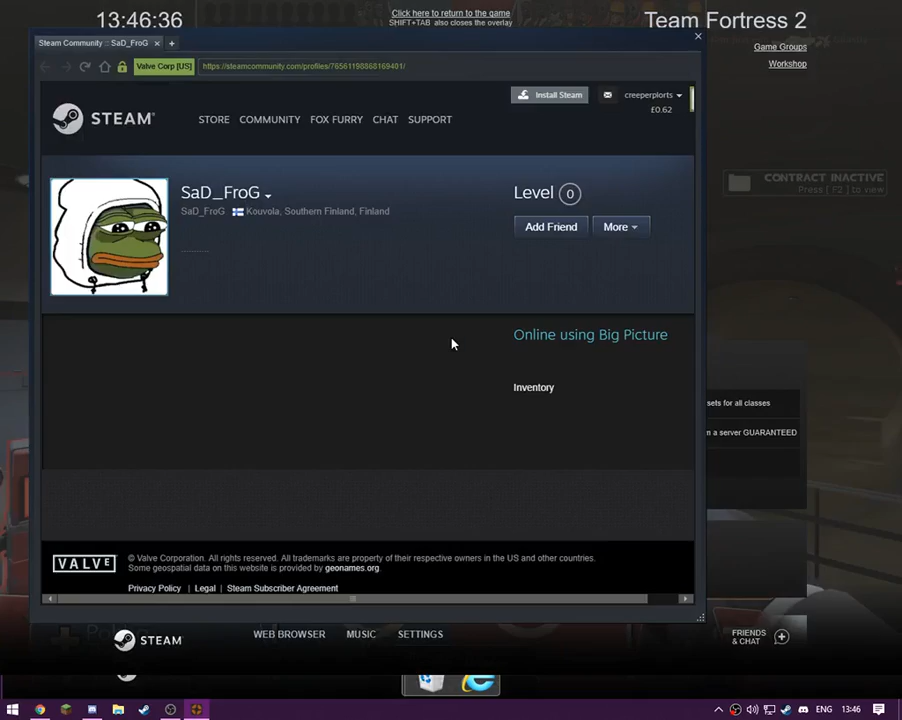 13:46:36
Click here to return to the game
SHIFT+TAB also closes the overlay
Team Fortress 2
Game Groups
Workshop
Steam Community :: SaD_FroG
Valve Corp [US]
https://steamcommunity.com/profiles/76561198868169401/
Install Steam
creeperplorts
£0.62
STEAM
STORE COMMUNITY FOX FURRY CHAT SUPPORT
CONTRACT INACTIVE
Press [ F2 ] to view
SaD_FroG
SaD_FroG Kouvola, Southern Finland, Finland
Level 0
Add Friend
More
..........
Online using Big Picture
Inventory
sets for all classes
m a server GUARANTEED
VALVE
© Valve Corporation. All rights reserved. All trademarks are property of their respective owners in the US and other countries.
Some geospatial data on this website is provided by geonames.org.
Privacy Policy | Legal | Steam Subscriber Agreement
STEAM
WEB BROWSER MUSIC SETTINGS
FRIENDS
& CHAT
ENG 13:46